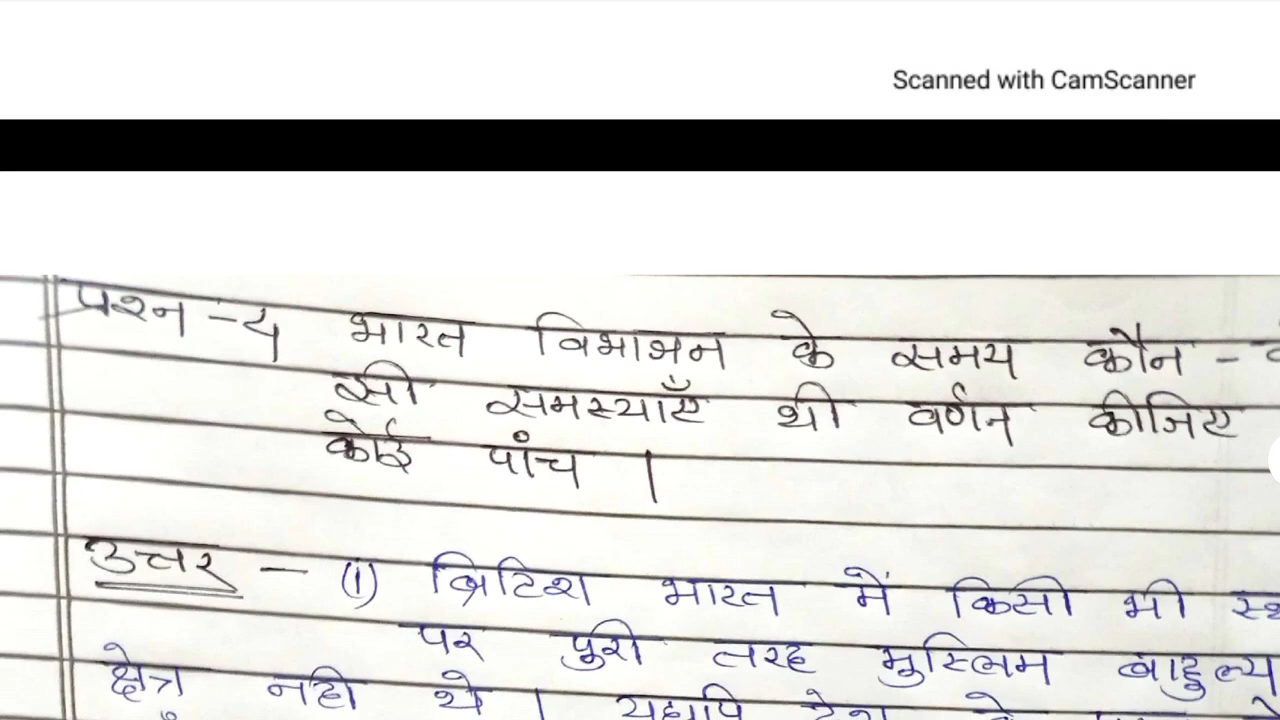 Scanned with CamScanner
प्रश्न - 4 भारत विभाजन के समय कौन -
सी समस्याएँ थी वर्णन कीजिए
कोई पांच ।
उत्तर - (1) ब्रिटिश भारत में किसी भी
पर पुरी तरह मुस्लिम बाहुल्य
क्षेत्र नही थे । यद्यपि देश के